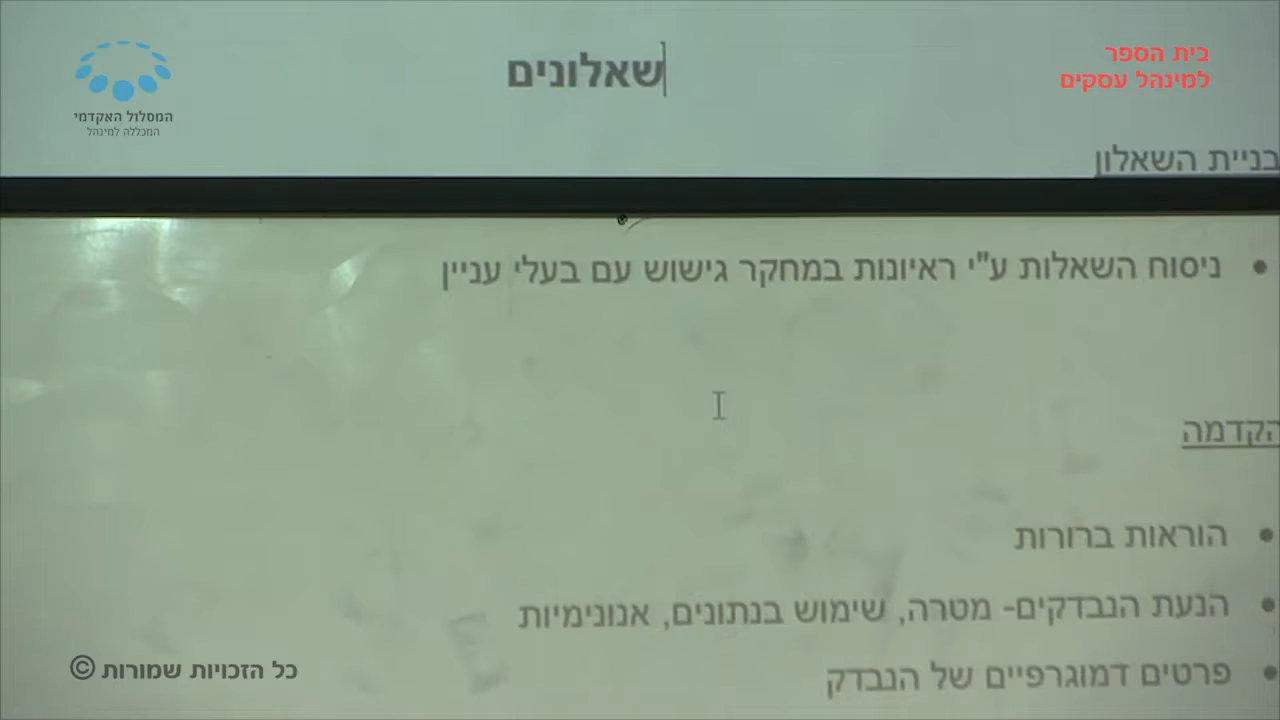 בית הספר
למינהל עסקים
המסלול האקדמי
המכללה למינהל
שאלונים
בניית השאלון
• ניסוח השאלות ע"י ראיונות במחקר גישוש עם בעלי עניין
הקדמה
• הוראות ברורות
• הנעת הנבדקים- מטרה, שימוש בנתונים, אנונימיות
• פרטים דמוגרפיים של הנבדק
כל הזכויות שמורות ©